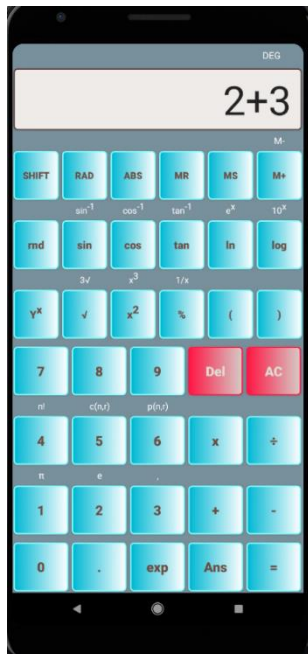 DEG
2+3
M-
SHIFT RAD ABS MR MS M+
sin⁻¹ cos⁻¹ tan⁻¹ eˣ 10ˣ
rnd sin cos tan ln log
3√ x³ 1/x
Yˣ √ x² % ( )
7 8 9 Del AC
n! c(n,r) p(n,r)
4 5 6 x ÷
π e ,
1 2 3 + -
0 . exp Ans =